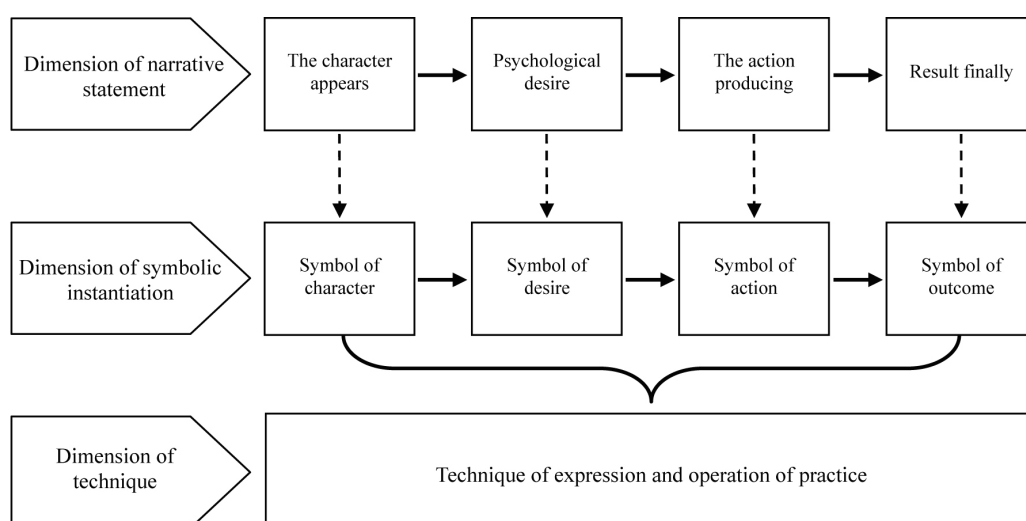 Dimension of narrative
statement
The character
appears
Psychological
desire
The action
producing
Result finally
Dimension of symbolic
instantiation
Symbol of
character
Symbol of
desire
Symbol of
action
Symbol of
outcome
Dimension of
technique
Technique of expression and operation of practice